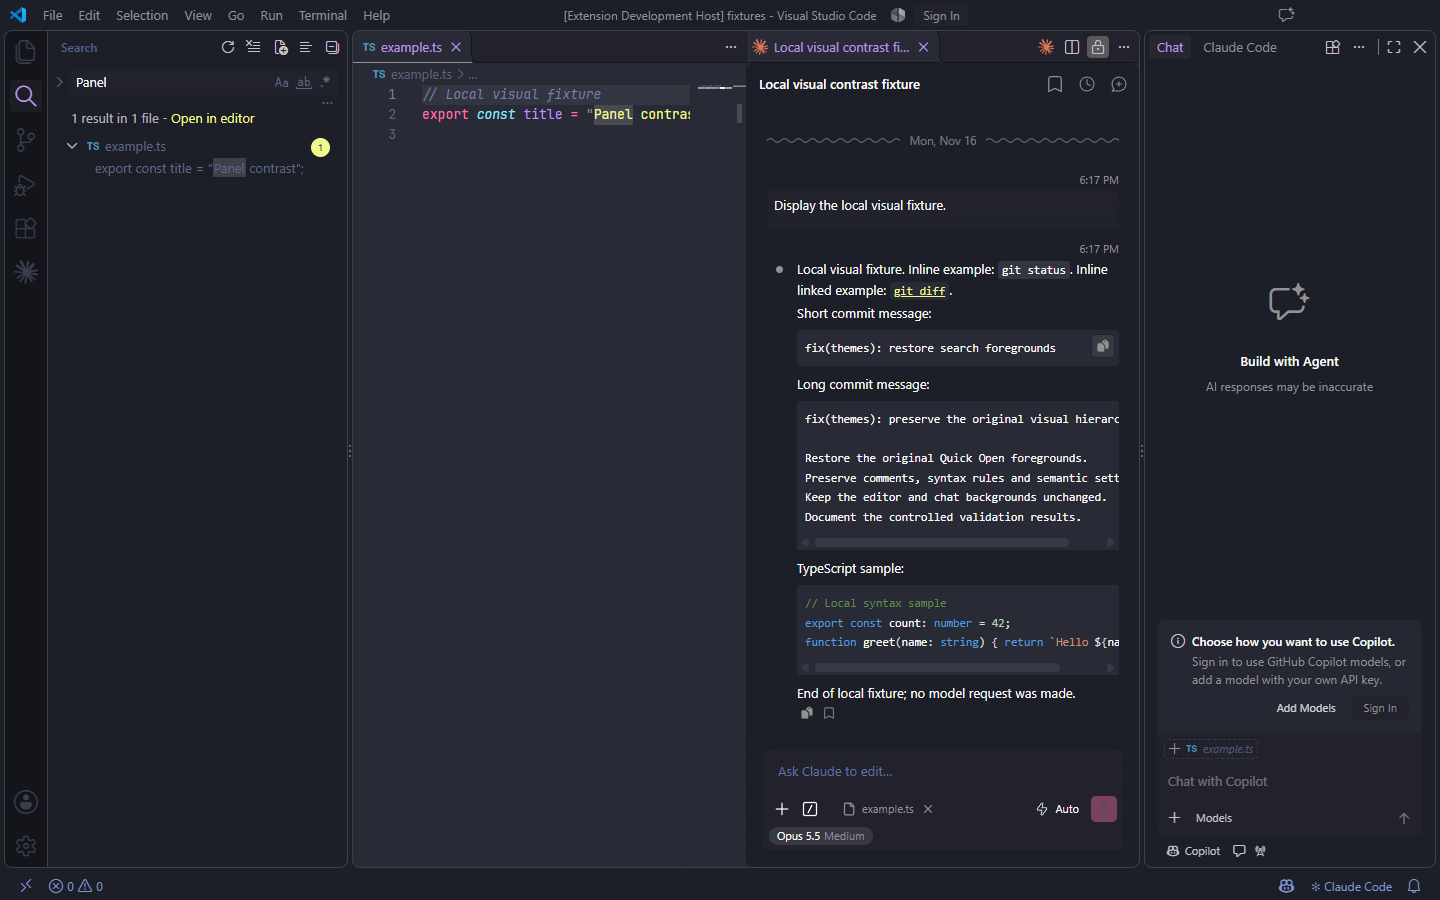 File Edit Selection View Go Run Terminal Help
[Extension Development Host] fixtures - Visual Studio Code
Sign In
Search
Panel
Aa ab .*
1 result in 1 file - Open in editor
TS example.ts 1
export const title = "Panel contrast";
TS example.ts
TS example.ts > ...
1 // Local visual fixture
2 export const title = "Panel contras
3
Local visual contrast fi...
Local visual contrast fixture
Mon, Nov 16
6:17 PM
Display the local visual fixture.
6:17 PM
Local visual fixture. Inline example: git status. Inline
linked example: git diff.
Short commit message:
fix(themes): restore search foregrounds
Long commit message:
fix(themes): preserve the original visual hierarc
Restore the original Quick Open foregrounds.
Preserve comments, syntax rules and semantic sett
Keep the editor and chat backgrounds unchanged.
Document the controlled validation results.
TypeScript sample:
// Local syntax sample
export const count: number = 42;
function greet(name: string) { return `Hello ${na
End of local fixture; no model request was made.
Ask Claude to edit...
example.ts
Auto
Opus 5.5 Medium
Chat Claude Code
Build with Agent
AI responses may be inaccurate
Choose how you want to use Copilot.
Sign in to use GitHub Copilot models, or
add a model with your own API key.
Add Models Sign In
TS example.ts
Chat with Copilot
Models
Copilot
0 0
Claude Code